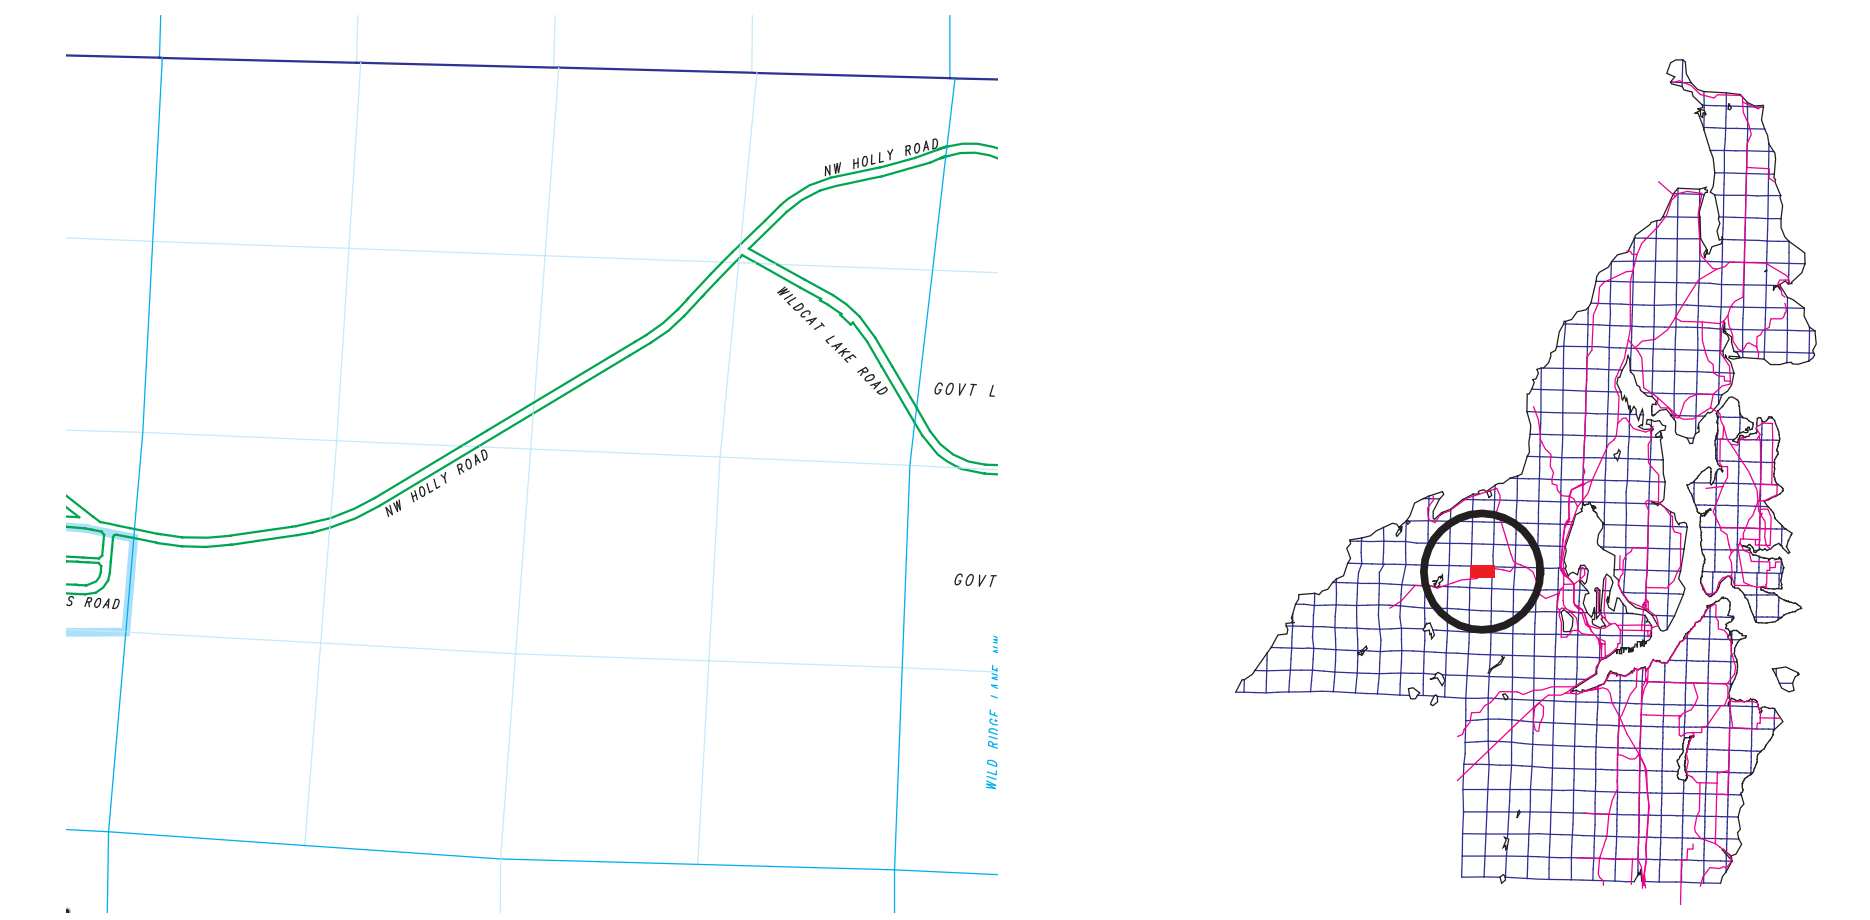 NW HOLLY ROAD
WILDCAT LAKE ROAD
GOVT L
NW HOLLY ROAD
GOVT
S ROAD
WILD RIDGE LANE NW